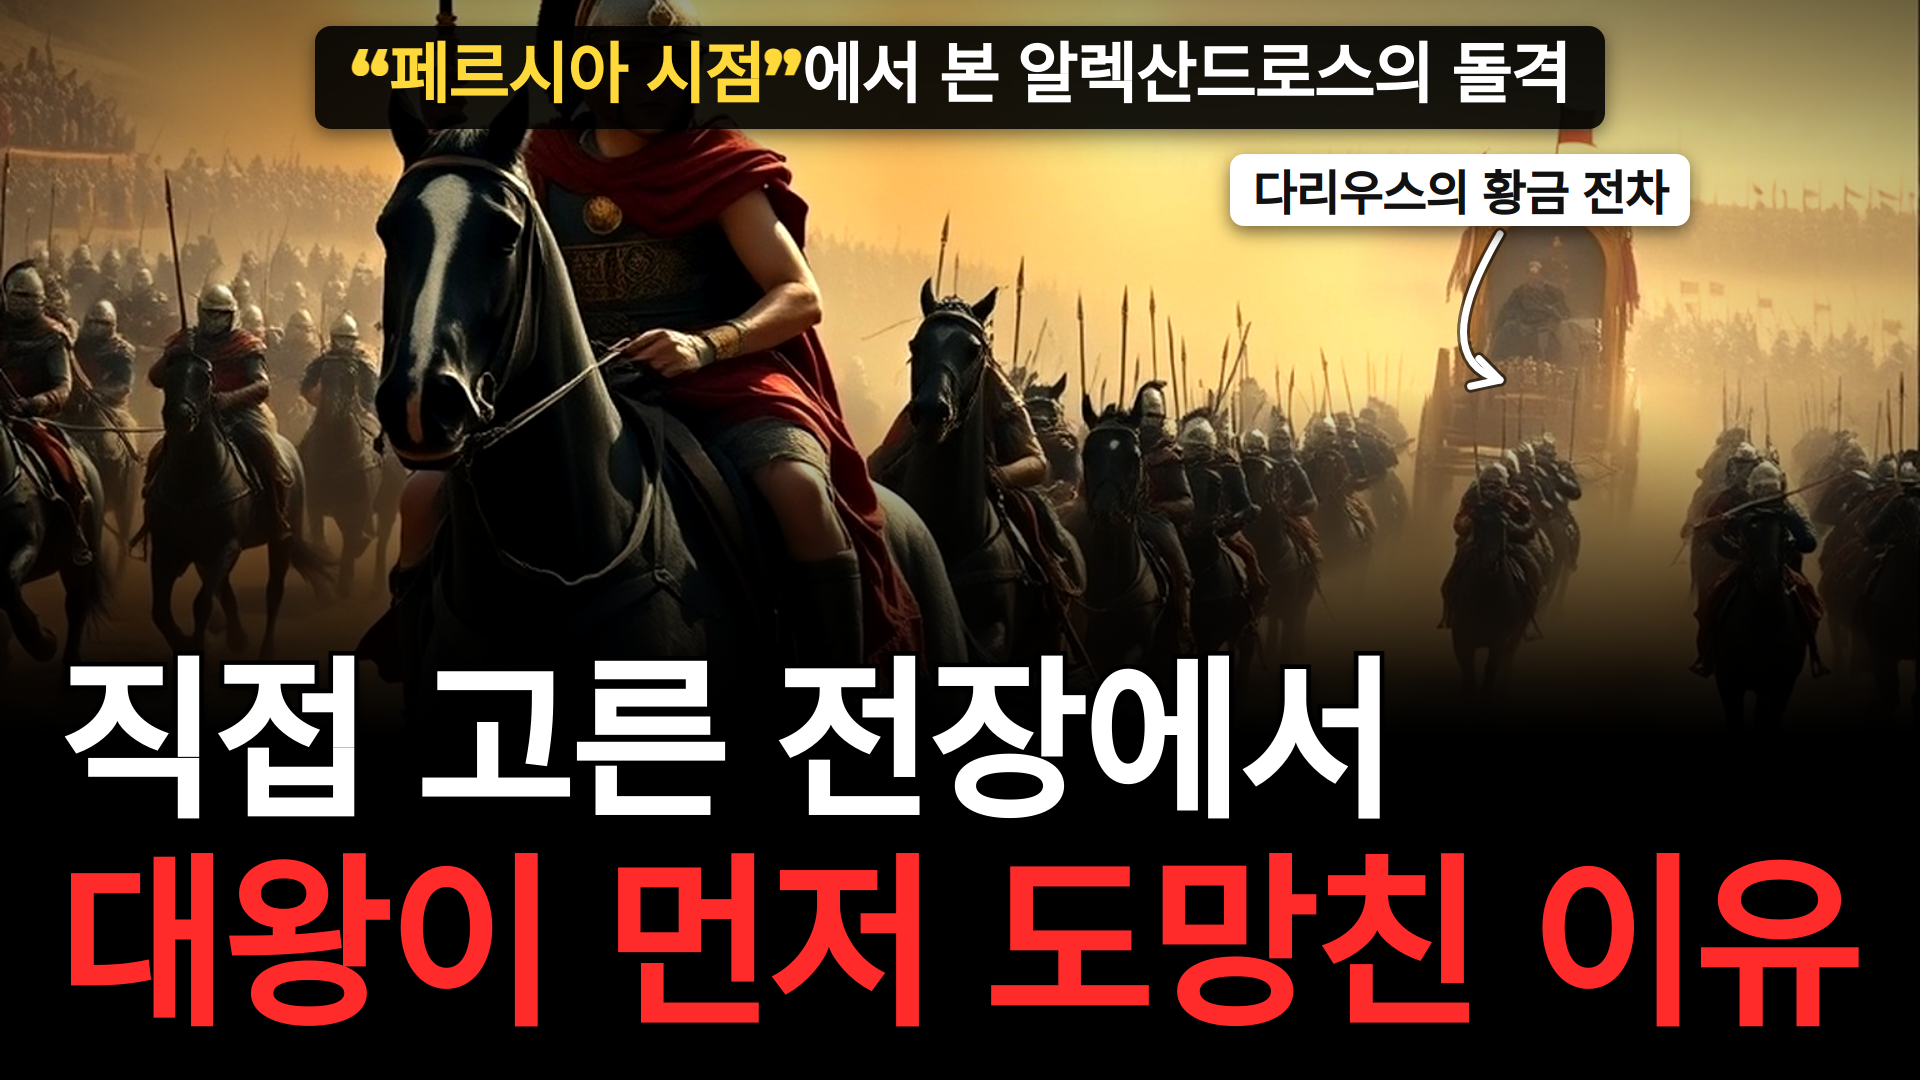 “페르시아 시점”에서 본 알렉산드로스의 돌격
다리우스의 황금 전차
직접 고른 전장에서
대왕이 먼저 도망친 이유